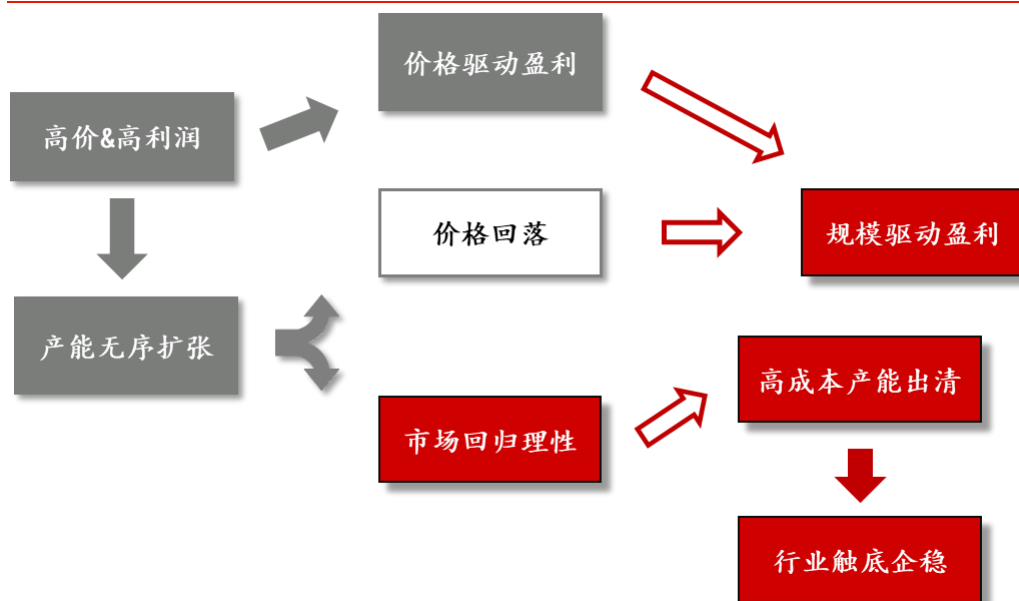 价格驱动盈利
高价&高利润
价格回落
规模驱动盈利
产能无序扩张
高成本产能出清
市场回归理性
行业触底企稳